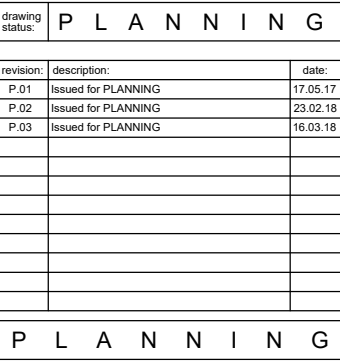 drawing status: P L A N N I N G
revision: description: date:
P.01 Issued for PLANNING 17.05.17
P.02 Issued for PLANNING 23.02.18
P.03 Issued for PLANNING 16.03.18
P L A N N I N G